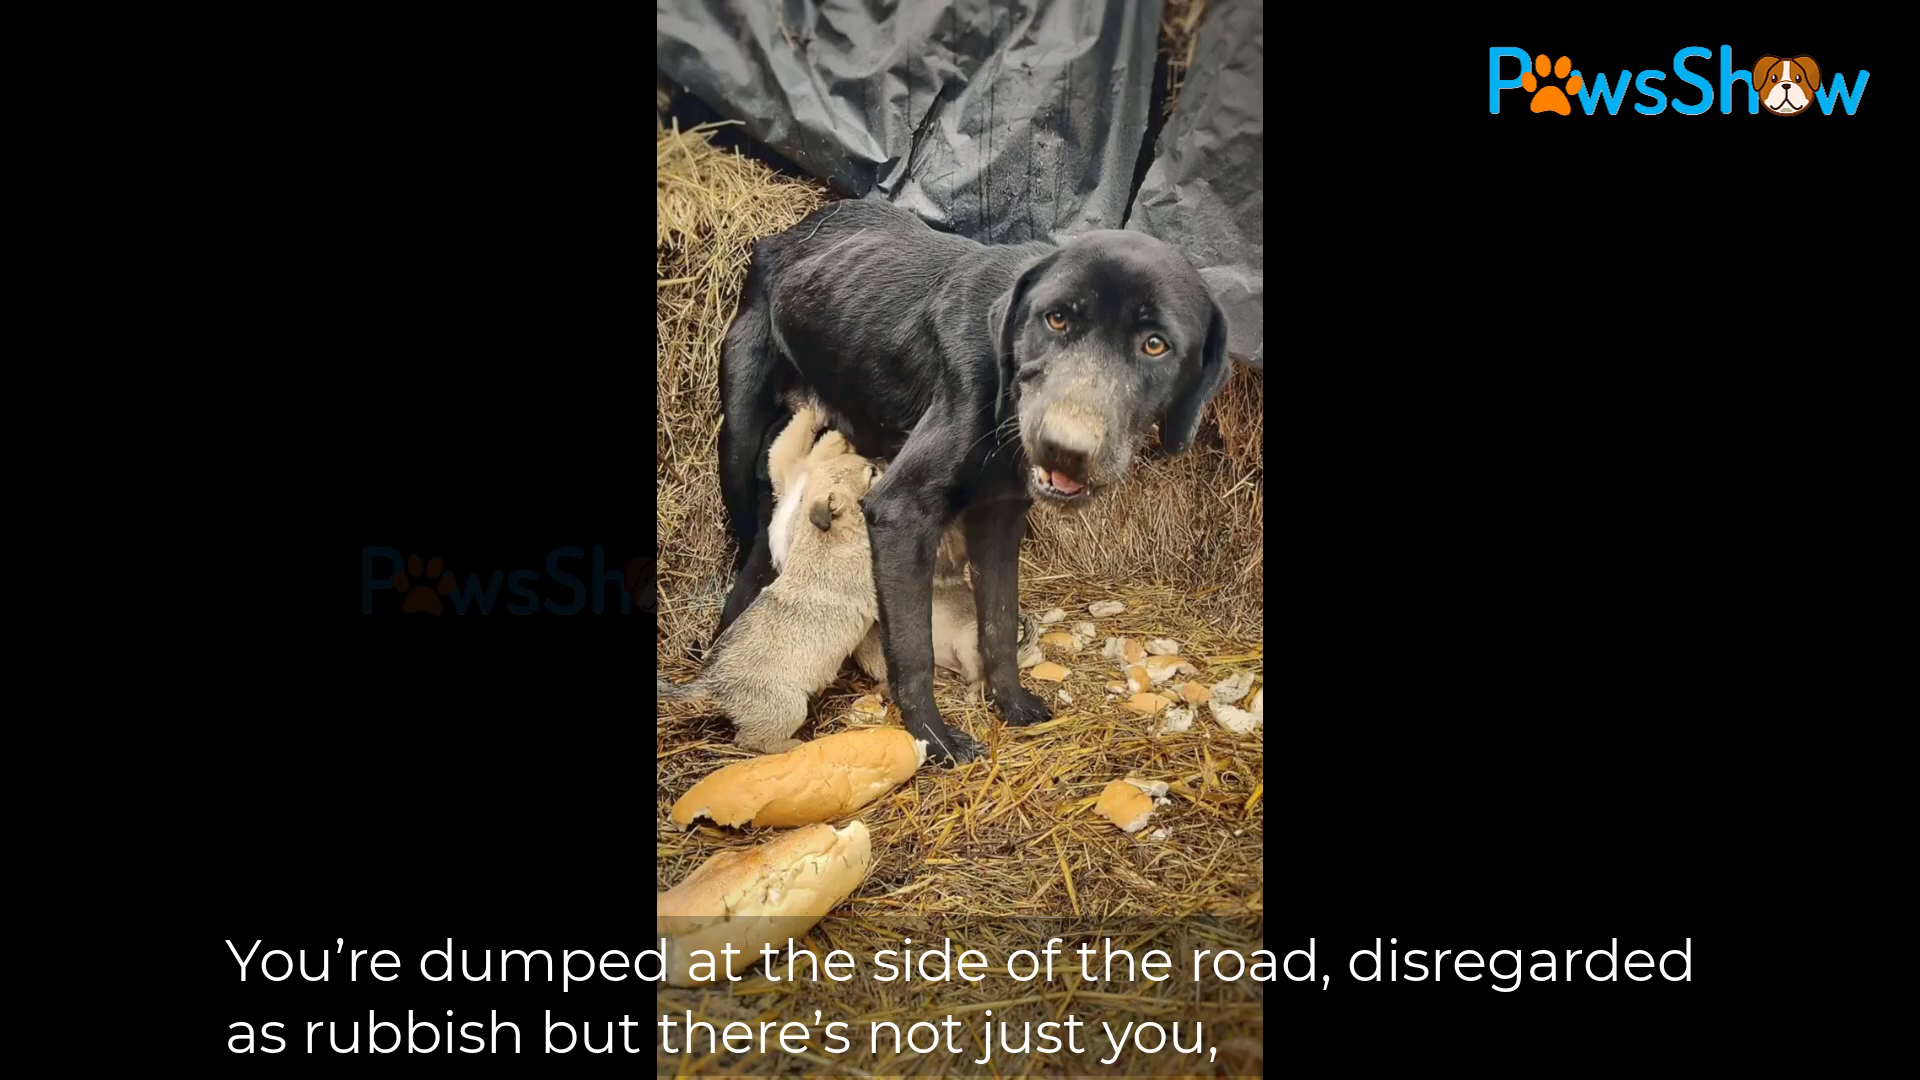 PawsShow
PawsSh
You’re dumped at the side of the road, disregarded
as rubbish but there’s not just you,